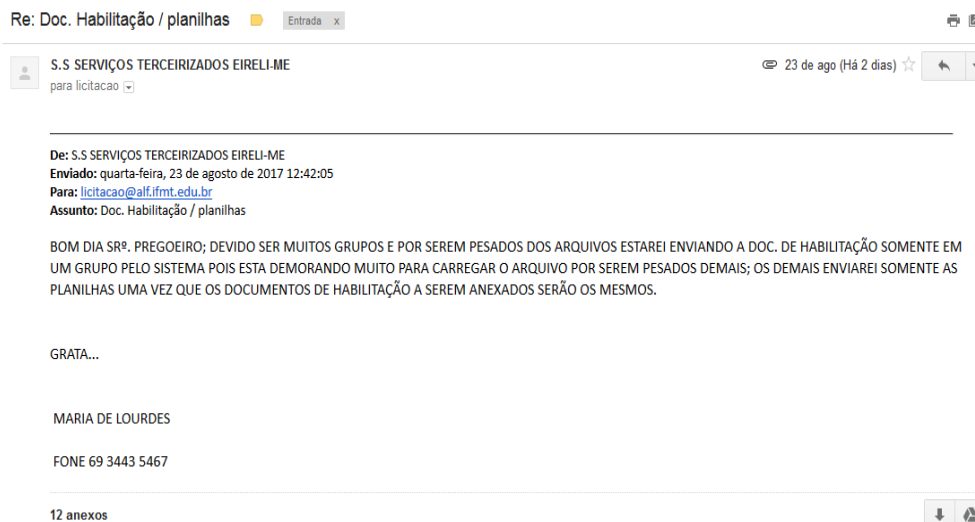 Re: Doc. Habilitação / planilhas Entrada x
S.S SERVIÇOS TERCEIRIZADOS EIRELI-ME 23 de ago (Há 2 dias)
para licitacao
De: S.S SERVIÇOS TERCEIRIZADOS EIRELI-ME
Enviado: quarta-feira, 23 de agosto de 2017 12:42:05
Para: licitacao@alf.ifmt.edu.br
Assunto: Doc. Habilitação / planilhas
BOM DIA SRº. PREGOEIRO; DEVIDO SER MUITOS GRUPOS E POR SEREM PESADOS DOS ARQUIVOS ESTAREI ENVIANDO A DOC. DE HABILITAÇÃO SOMENTE EM
UM GRUPO PELO SISTEMA POIS ESTA DEMORANDO MUITO PARA CARREGAR O ARQUIVO POR SEREM PESADOS DEMAIS; OS DEMAIS ENVIAREI SOMENTE AS
PLANILHAS UMA VEZ QUE OS DOCUMENTOS DE HABILITAÇÃO A SEREM ANEXADOS SERÃO OS MESMOS.
GRATA...
MARIA DE LOURDES
FONE 69 3443 5467
12 anexos